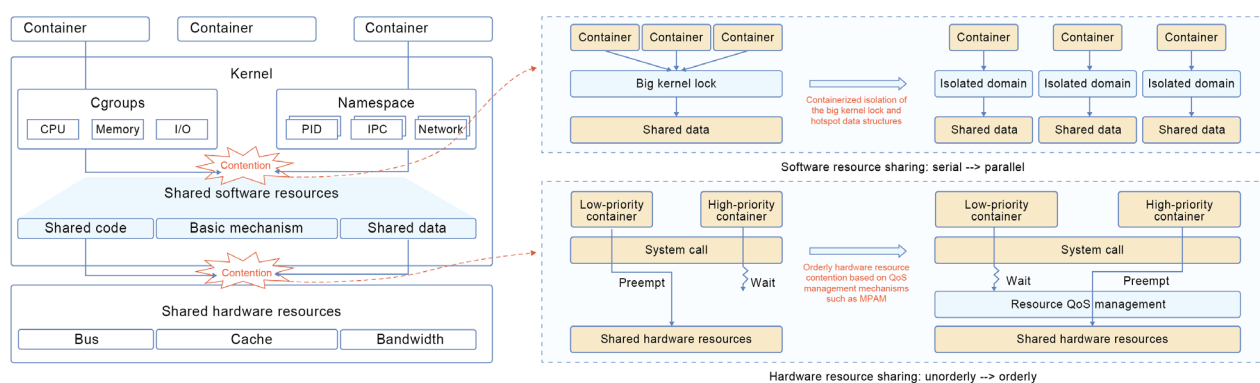 Container
Container
Container
Kernel
Cgroups
CPU
Memory
I/O
Namespace
PID
IPC
Network
Contention
Shared software resources
Shared code
Basic mechanism
Shared data
Contention
Shared hardware resources
Bus
Cache
Bandwidth
Container
Container
Container
Big kernel lock
Shared data
Containerized isolation of
the big kernel lock and
hotspot data structures
Container
Container
Container
Isolated domain
Isolated domain
Isolated domain
Shared data
Shared data
Shared data
Software resource sharing: serial --> parallel
Low-priority
container
High-priority
container
System call
Preempt
Wait
Shared hardware resources
Orderly hardware resource
contention based on QoS
management mechanisms
such as MPAM
Low-priority
container
High-priority
container
System call
Wait
Preempt
Resource QoS management
Shared hardware resources
Hardware resource sharing: unorderly --> orderly